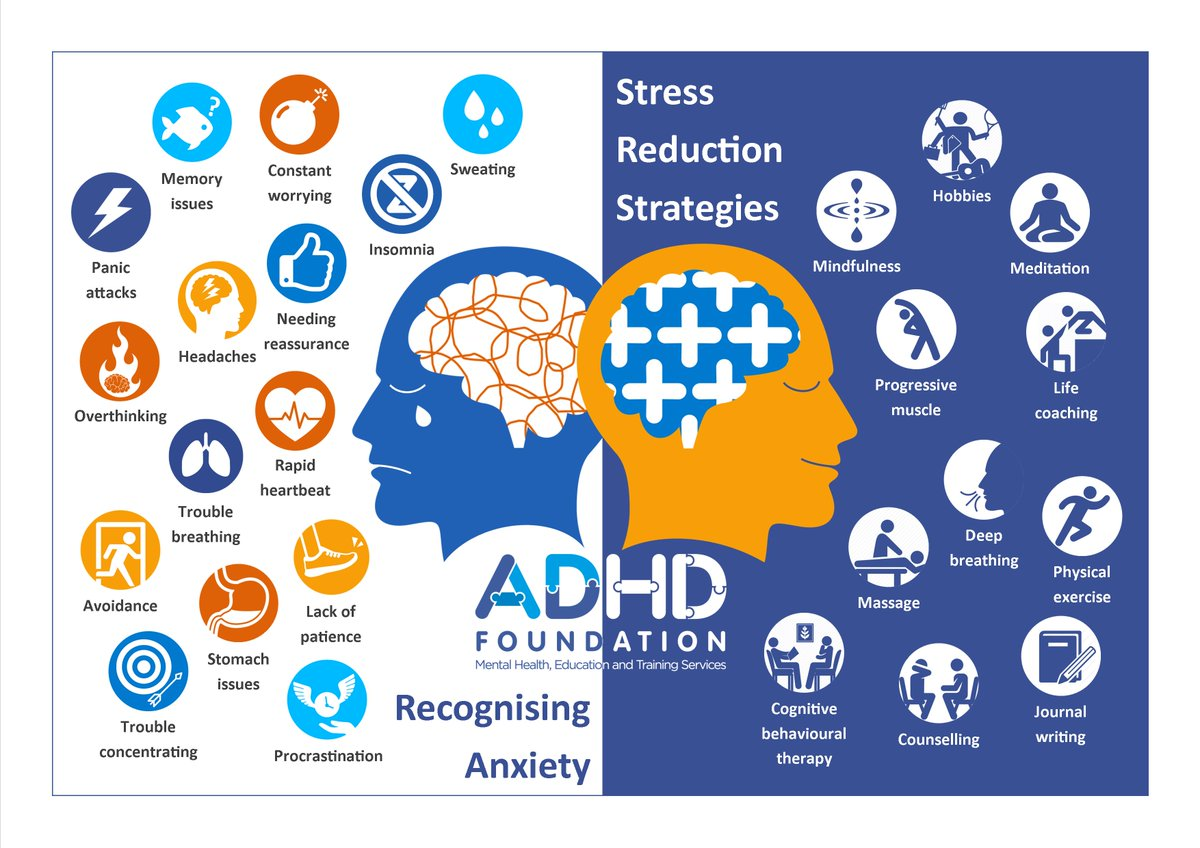 Memory
issues
Constant
worrying
Sweating
Insomnia
Panic
attacks
Headaches
Needing
reassurance
Overthinking
Rapid
heartbeat
Trouble
breathing
Avoidance
Lack of
patience
Stomach
issues
Trouble
concentrating
Procrastination
Recognising
Anxiety
ADHD
FOUNDATION
Mental Health, Education and Training Services
Stress
Reduction
Strategies
Hobbies
Mindfulness
Meditation
Progressive
muscle
Life
coaching
Deep
breathing
Physical
exercise
Massage
Cognitive
behavioural
therapy
Counselling
Journal
writing